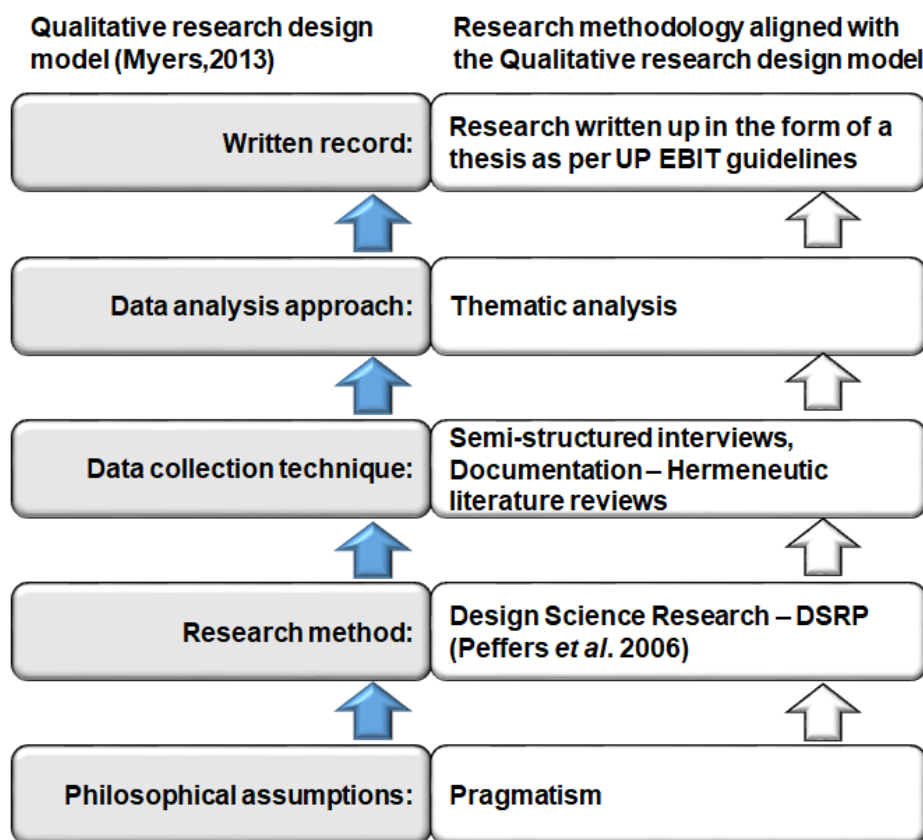 Qualitative research design
model (Myers,2013)
Research methodology aligned with
the Qualitative research design model
Written record:
Research written up in the form of a
thesis as per UP EBIT guidelines
Data analysis approach:
Thematic analysis
Data collection technique:
Semi-structured interviews,
Documentation – Hermeneutic
literature reviews
Research method:
Design Science Research – DSRP
(Peffers et al. 2006)
Philosophical assumptions:
Pragmatism